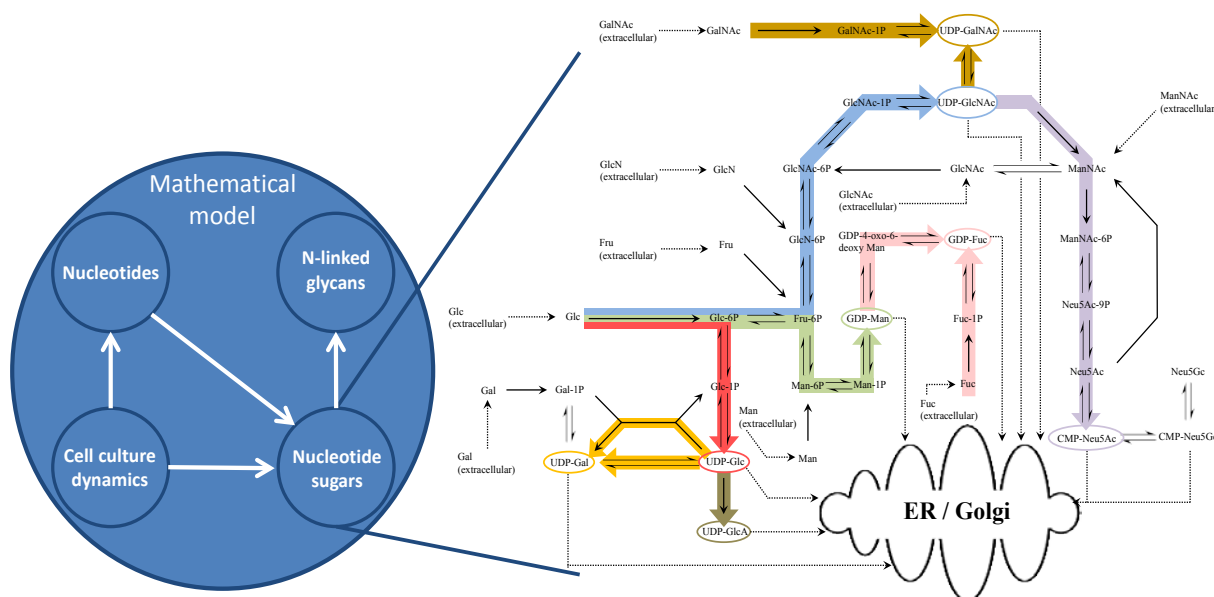 Mathematical
model
Nucleotides
N-linked
glycans
Cell culture
dynamics
Nucleotide
sugars
GalNAc
(extracellular)
GalNAc
GalNAc-1P
UDP-GalNAc
GlcNAc-1P
UDP-GlcNAc
ManNAc
(extracellular)
GlcN
(extracellular)
GlcN
GlcNAc-6P
GlcNAc
ManNAc
GlcNAc
(extracellular)
Fru
(extracellular)
Fru
GlcN-6P
GDP-4-oxo-6-
deoxy Man
GDP-Fuc
ManNAc-6P
Neu5Ac-9P
Glc
(extracellular)
Glc
Glc-6P
Fru-6P
GDP-Man
Fuc-1P
Gal
Gal-1P
Glc-1P
Man-6P
Man-1P
Fuc
Neu5Ac
Neu5Gc
Man
(extracellular)
Fuc
(extracellular)
Gal
(extracellular)
UDP-Gal
UDP-Glc
Man
CMP-Neu5Ac
CMP-Neu5Gc
ER / Golgi
UDP-GlcA